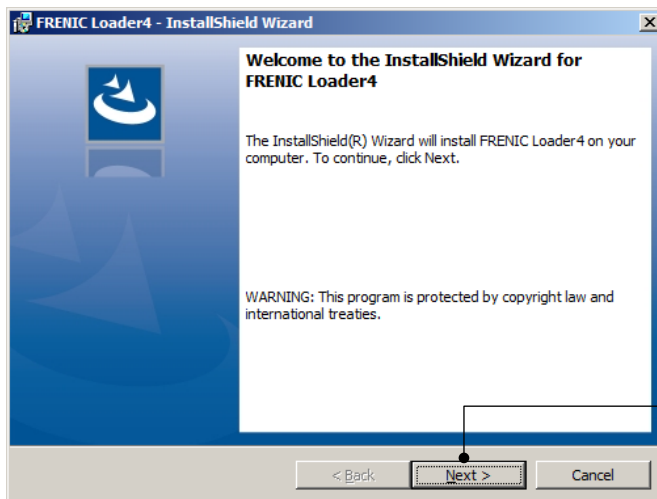 FRENIC Loader4 - InstallShield Wizard
Welcome to the InstallShield Wizard for
FRENIC Loader4
The InstallShield(R) Wizard will install FRENIC Loader4 on your
computer. To continue, click Next.
WARNING: This program is protected by copyright law and
international treaties.
< Back
Next >
Cancel